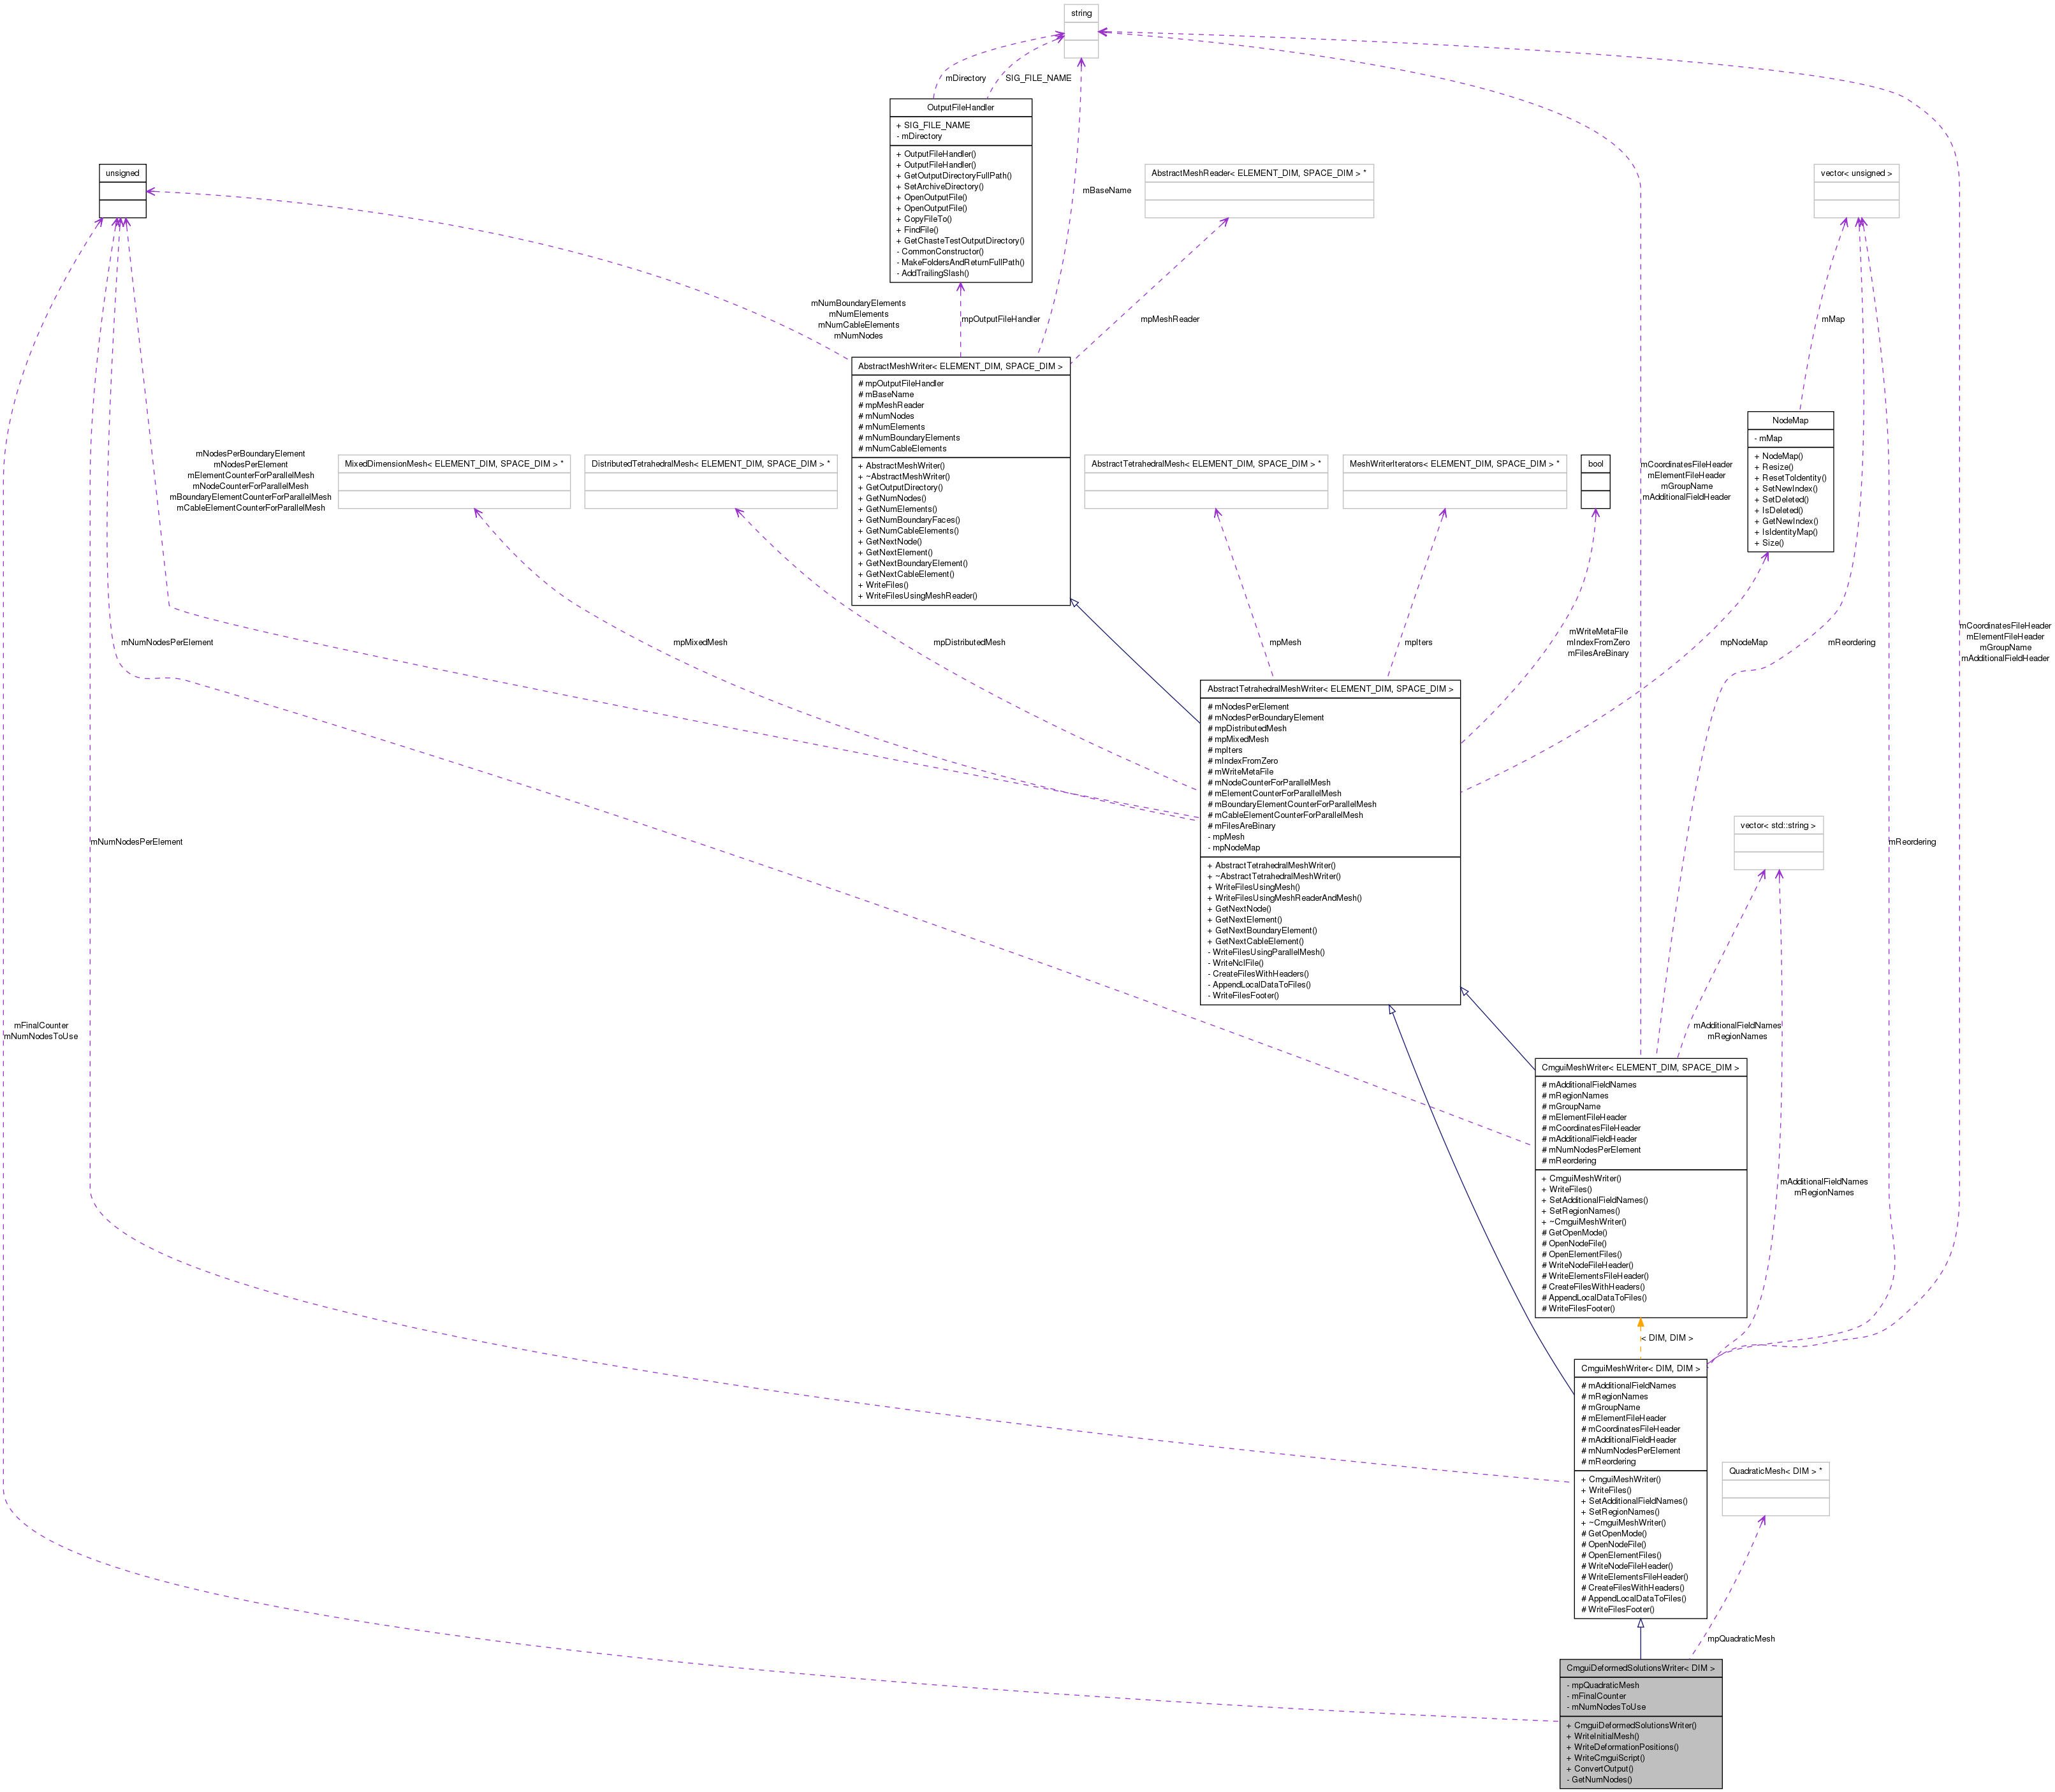 string
mDirectory
SIG_FILE_NAME
OutputFileHandler
+ SIG_FILE_NAME
- mDirectory
+ OutputFileHandler()
+ OutputFileHandler()
+ GetOutputDirectoryFullPath()
+ SetArchiveDirectory()
+ OpenOutputFile()
+ OpenOutputFile()
+ CopyFileTo()
+ FindFile()
+ GetChasteTestOutputDirectory()
- CommonConstructor()
- MakeFoldersAndReturnFullPath()
- AddTrailingSlash()
unsigned
mBaseName
AbstractMeshReader< ELEMENT_DIM, SPACE_DIM > *
vector< unsigned >
mNumBoundaryElements
mNumElements
mNumCableElements
mNumNodes
mpOutputFileHandler
mpMeshReader
mMap
AbstractMeshWriter< ELEMENT_DIM, SPACE_DIM >
# mpOutputFileHandler
# mBaseName
# mpMeshReader
# mNumNodes
# mNumElements
# mNumBoundaryElements
# mNumCableElements
+ AbstractMeshWriter()
+ ~AbstractMeshWriter()
+ GetOutputDirectory()
+ GetNumNodes()
+ GetNumElements()
+ GetNumBoundaryFaces()
+ GetNumCableElements()
+ GetNextNode()
+ GetNextElement()
+ GetNextBoundaryElement()
+ GetNextCableElement()
+ WriteFiles()
+ WriteFilesUsingMeshReader()
NodeMap
- mMap
+ NodeMap()
+ Resize()
+ ResetToIdentity()
+ SetNewIndex()
+ SetDeleted()
+ IsDeleted()
+ GetNewIndex()
+ IsIdentityMap()
+ Size()
mNodesPerBoundaryElement
mNodesPerElement
mElementCounterForParallelMesh
mNodeCounterForParallelMesh
mBoundaryElementCounterForParallelMesh
mCableElementCounterForParallelMesh
MixedDimensionMesh< ELEMENT_DIM, SPACE_DIM > *
DistributedTetrahedralMesh< ELEMENT_DIM, SPACE_DIM > *
AbstractTetrahedralMesh< ELEMENT_DIM, SPACE_DIM > *
MeshWriterIterators< ELEMENT_DIM, SPACE_DIM > *
bool
mCoordinatesFileHeader
mElementFileHeader
mGroupName
mAdditionalFieldHeader
mNumNodesPerElement
mpMixedMesh
mpDistributedMesh
mpMesh
mpIters
mWriteMetaFile
mIndexFromZero
mFilesAreBinary
mpNodeMap
mReordering
mCoordinatesFileHeader
mElementFileHeader
mGroupName
mAdditionalFieldHeader
AbstractTetrahedralMeshWriter< ELEMENT_DIM, SPACE_DIM >
# mNodesPerElement
# mNodesPerBoundaryElement
# mpDistributedMesh
# mpMixedMesh
# mpIters
# mIndexFromZero
# mWriteMetaFile
# mNodeCounterForParallelMesh
# mElementCounterForParallelMesh
# mBoundaryElementCounterForParallelMesh
# mCableElementCounterForParallelMesh
# mFilesAreBinary
- mpMesh
- mpNodeMap
+ AbstractTetrahedralMeshWriter()
+ ~AbstractTetrahedralMeshWriter()
+ WriteFilesUsingMesh()
+ WriteFilesUsingMeshReaderAndMesh()
+ GetNextNode()
+ GetNextElement()
+ GetNextBoundaryElement()
+ GetNextCableElement()
- WriteFilesUsingParallelMesh()
- WriteNclFile()
- CreateFilesWithHeaders()
- AppendLocalDataToFiles()
- WriteFilesFooter()
mNumNodesPerElement
vector< std::string >
mReordering
mFinalCounter
mNumNodesToUse
mAdditionalFieldNames
mRegionNames
CmguiMeshWriter< ELEMENT_DIM, SPACE_DIM >
# mAdditionalFieldNames
# mRegionNames
# mGroupName
# mElementFileHeader
# mCoordinatesFileHeader
# mAdditionalFieldHeader
# mNumNodesPerElement
# mReordering
+ CmguiMeshWriter()
+ WriteFiles()
+ SetAdditionalFieldNames()
+ SetRegionNames()
+ ~CmguiMeshWriter()
# GetOpenMode()
# OpenNodeFile()
# OpenElementFiles()
# WriteNodeFileHeader()
# WriteElementsFileHeader()
# CreateFilesWithHeaders()
# AppendLocalDataToFiles()
# WriteFilesFooter()
mAdditionalFieldNames
mRegionNames
< DIM, DIM >
CmguiMeshWriter< DIM, DIM >
# mAdditionalFieldNames
# mRegionNames
# mGroupName
# mElementFileHeader
# mCoordinatesFileHeader
# mAdditionalFieldHeader
# mNumNodesPerElement
# mReordering
+ CmguiMeshWriter()
+ WriteFiles()
+ SetAdditionalFieldNames()
+ SetRegionNames()
+ ~CmguiMeshWriter()
# GetOpenMode()
# OpenNodeFile()
# OpenElementFiles()
# WriteNodeFileHeader()
# WriteElementsFileHeader()
# CreateFilesWithHeaders()
# AppendLocalDataToFiles()
# WriteFilesFooter()
QuadraticMesh< DIM > *
mpQuadraticMesh
CmguiDeformedSolutionsWriter< DIM >
- mpQuadraticMesh
- mFinalCounter
- mNumNodesToUse
+ CmguiDeformedSolutionsWriter()
+ WriteInitialMesh()
+ WriteDeformationPositions()
+ WriteCmguiScript()
+ ConvertOutput()
- GetNumNodes()